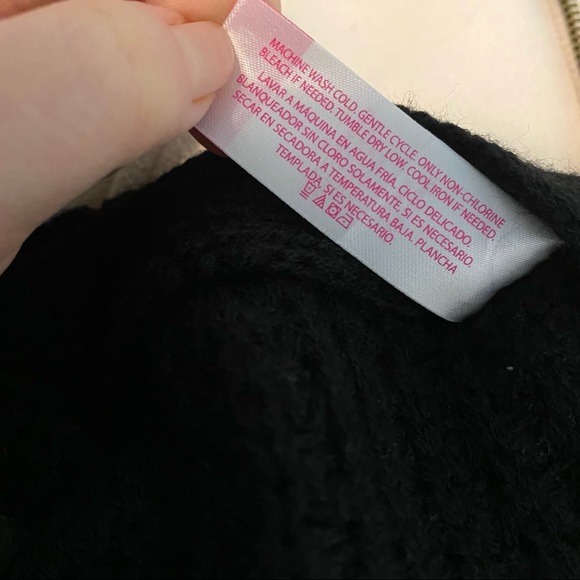 MACHINE WASH COLD, GENTLE CYCLE. ONLY NON-CHLORINE
BLEACH IF NEEDED. TUMBLE DRY LOW. COOL IRON IF NEEDED.
LAVAR A MÁQUINA EN AGUA FRÍA, CICLO DELICADO.
BLANQUEADOR SIN CLORO SOLAMENTE, SI ES NECESARIO.
SECAR EN SECADORA A TEMPERATURA BAJA. PLANCHA
TEMPLADA, SI ES NECESARIO.